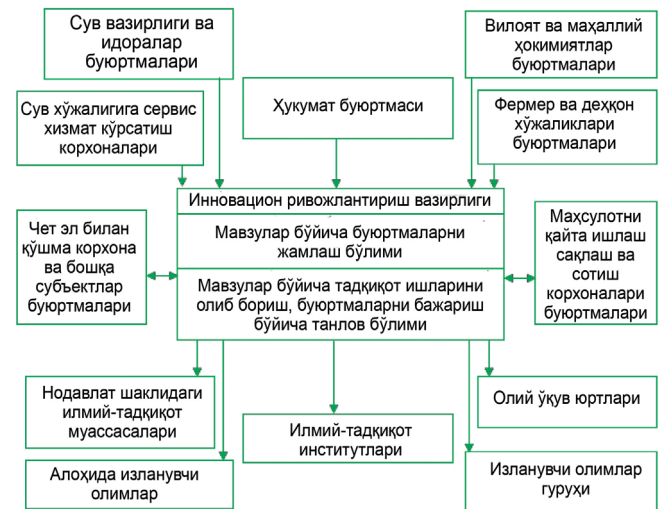 Сув вазирлиги ва
идоралар
буюртмалари
Вилоят ва маҳаллий
ҳокимиятлар
буюртмалари
Сув хўжалигига сервис
хизмат кўрсатиш
корхоналари
Ҳукумат буюртмаси
Фермер ва деҳқон
хўжаликлари
буюртмалари
Инновацион ривожлантириш вазирлиги
Мавзулар бўйича буюртмаларни
жамлаш бўлими
Мавзулар бўйича тадқиқот ишларини
олиб бориш, буюртмаларни бажариш
бўйича танлов бўлими
Чет эл билан
қўшма корхона
ва бошқа
субъектлар
буюртмалари
Маҳсулотни
қайта ишлаш
сақлаш ва
сотиш
корхоналари
буюртмалари
Нодавлат шаклидаги
илмий-тадқиқот
муассасалари
Илмий-тадқиқот
институтлари
Олий ўқув юртлари
Алоҳида изланувчи
олимлар
Изланувчи олимлар
гуруҳи